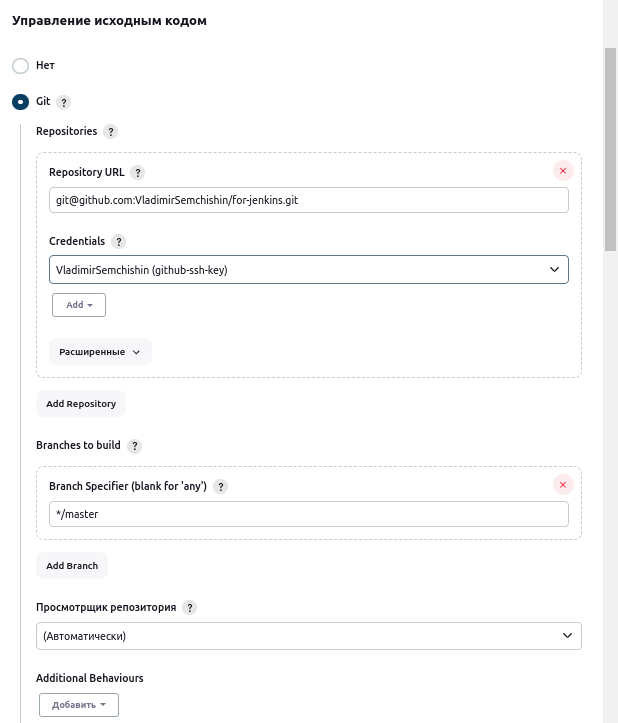 Управление исходным кодом
Нет
Git ?
Repositories ?
Repository URL ?
git@github.com:VladimirSemchishin/for-jenkins.git
Credentials ?
VladimirSemchishin (github-ssh-key)
Add
Расширенные
Add Repository
Branches to build ?
Branch Specifier (blank for 'any') ?
*/master
Add Branch
Просмотрщик репозитория ?
(Автоматически)
Additional Behaviours
Добавить